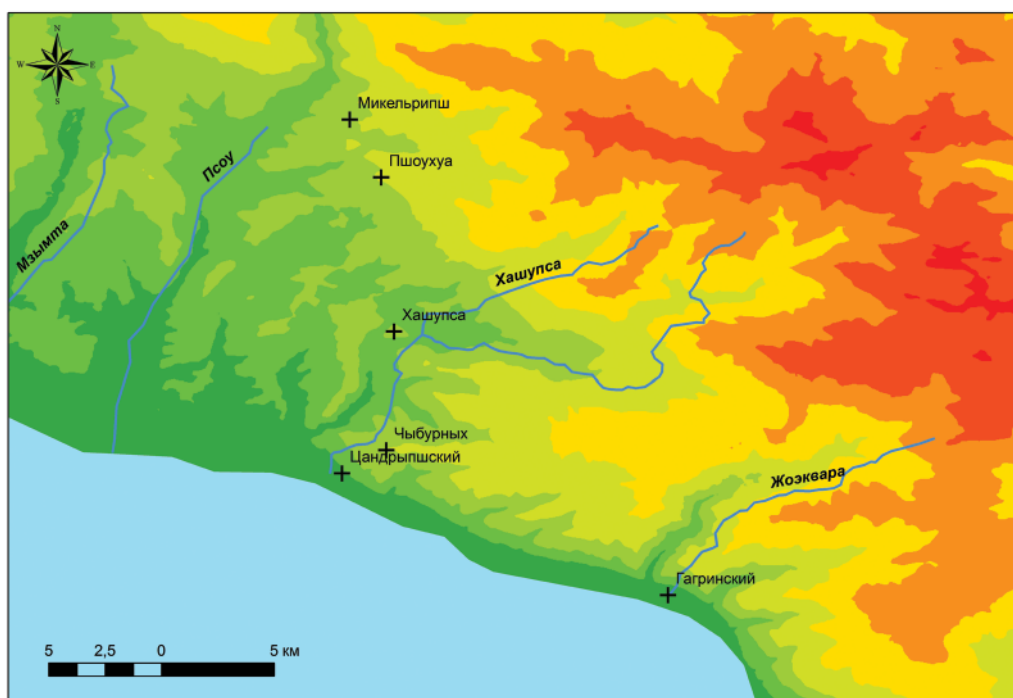 N
W E
S
Микельрипш
Пшоухуа
Псоу
Мзымта
Хашупса
Хашупса
Чыбурных
Цандрыпшский
Жоэквара
Гагринский
5 2,5 0 5 км